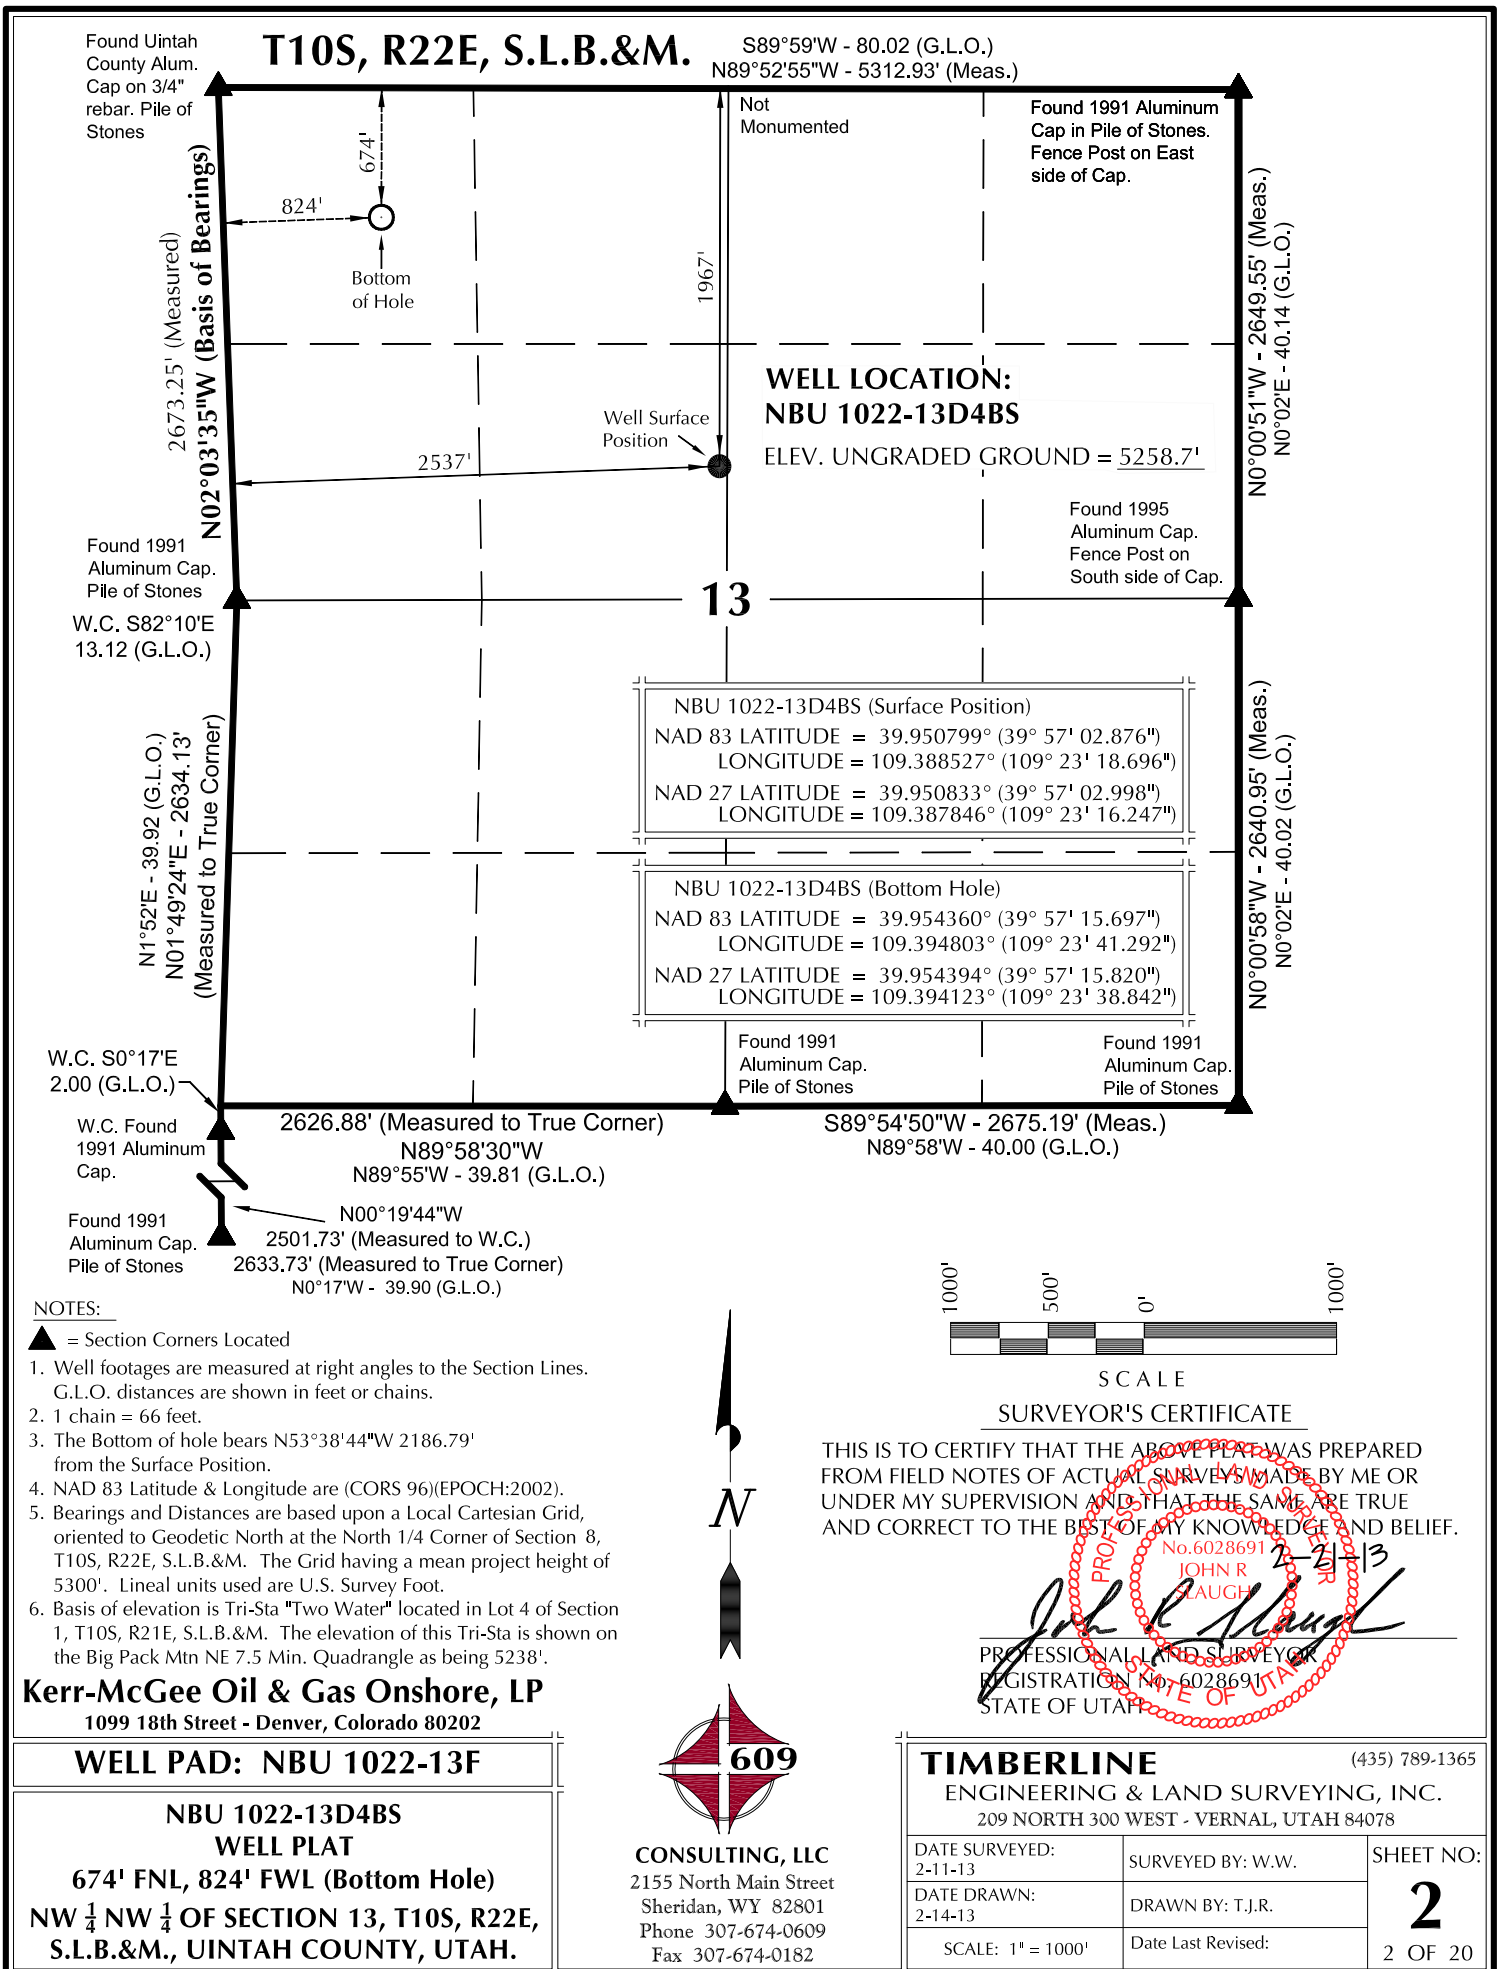 T10S, R22E, S.L.B.&M.
S89°59'W - 80.02 (G.L.O.)
N89°52'55"W - 5312.93' (Meas.)
Found Uintah
County Alum.
Cap on 3/4"
rebar. Pile of
Stones
Not
Monumented
Found 1991 Aluminum
Cap in Pile of Stones.
Fence Post on East
side of Cap.
674'
824'
Bottom
of Hole
1967'
2673.25' (Measured)
N02°03'35"W (Basis of Bearings)
N0°00'51"W - 2649.55' (Meas.)
N0°02'E - 40.14 (G.L.O.)
WELL LOCATION:
NBU 1022-13D4BS
ELEV. UNGRADED GROUND = 5258.7'
Well Surface
Position
2537'
Found 1991
Aluminum Cap.
Pile of Stones
Found 1995
Aluminum Cap.
Fence Post on
South side of Cap.
13
W.C. S82°10'E
13.12 (G.L.O.)
NBU 1022-13D4BS (Surface Position)
NAD 83 LATITUDE = 39.950799° (39° 57' 02.876")
LONGITUDE = 109.388527° (109° 23' 18.696")
NAD 27 LATITUDE = 39.950833° (39° 57' 02.998")
LONGITUDE = 109.387846° (109° 23' 16.247")
NBU 1022-13D4BS (Bottom Hole)
NAD 83 LATITUDE = 39.954360° (39° 57' 15.697")
LONGITUDE = 109.394803° (109° 23' 41.292")
NAD 27 LATITUDE = 39.954394° (39° 57' 15.820")
LONGITUDE = 109.394123° (109° 23' 38.842")
N1°52'E - 39.92 (G.L.O.)
N01°49'24"E - 2634.13'
(Measured to True Corner)
N0°00'58"W - 2640.95' (Meas.)
N0°02'E - 40.02 (G.L.O.)
W.C. S0°17'E
2.00 (G.L.O.)
Found 1991
Aluminum Cap.
Pile of Stones
Found 1991
Aluminum Cap.
Pile of Stones
W.C. Found
1991 Aluminum
Cap.
2626.88' (Measured to True Corner)
N89°58'30"W
N89°55'W - 39.81 (G.L.O.)
S89°54'50"W - 2675.19' (Meas.)
N89°58'W - 40.00 (G.L.O.)
Found 1991
Aluminum Cap.
Pile of Stones
N00°19'44"W
2501.73' (Measured to W.C.)
2633.73' (Measured to True Corner)
N0°17'W - 39.90 (G.L.O.)
NOTES:
= Section Corners Located
1. Well footages are measured at right angles to the Section Lines.
G.L.O. distances are shown in feet or chains.
2. 1 chain = 66 feet.
3. The Bottom of hole bears N53°38'44"W 2186.79'
from the Surface Position.
4. NAD 83 Latitude & Longitude are (CORS 96)(EPOCH:2002).
5. Bearings and Distances are based upon a Local Cartesian Grid,
oriented to Geodetic North at the North 1/4 Corner of Section 8,
T10S, R22E, S.L.B.&M. The Grid having a mean project height of
5300'. Lineal units used are U.S. Survey Foot.
6. Basis of elevation is Tri-Sta "Two Water" located in Lot 4 of Section
1, T10S, R21E, S.L.B.&M. The elevation of this Tri-Sta is shown on
the Big Pack Mtn NE 7.5 Min. Quadrangle as being 5238'.
N
1000' 500' 0' 1000'
SCALE
SURVEYOR'S CERTIFICATE
THIS IS TO CERTIFY THAT THE ABOVE PLAT WAS PREPARED
FROM FIELD NOTES OF ACTUAL SURVEYS MADE BY ME OR
UNDER MY SUPERVISION AND THAT THE SAME ARE TRUE
AND CORRECT TO THE BEST OF MY KNOWLEDGE AND BELIEF.
PROFESSIONAL LAND SURVEYOR
No.6028691
JOHN R
SLAUGH
STATE OF UTAH
2-21-13
John R Slaugh
PROFESSIONAL LAND SURVEYOR
REGISTRATION No. 6028691
STATE OF UTAH
Kerr-McGee Oil & Gas Onshore, LP
1099 18th Street - Denver, Colorado 80202
WELL PAD: NBU 1022-13F
NBU 1022-13D4BS
WELL PLAT
674' FNL, 824' FWL (Bottom Hole)
NW 1/4 NW 1/4 OF SECTION 13, T10S, R22E,
S.L.B.&M., UINTAH COUNTY, UTAH.
609
CONSULTING, LLC
2155 North Main Street
Sheridan, WY 82801
Phone 307-674-0609
Fax 307-674-0182
TIMBERLINE (435) 789-1365
ENGINEERING & LAND SURVEYING, INC.
209 NORTH 300 WEST - VERNAL, UTAH 84078
DATE SURVEYED:
2-11-13
SURVEYED BY: W.W.
DATE DRAWN:
2-14-13
DRAWN BY: T.J.R.
SCALE: 1" = 1000'
Date Last Revised:
SHEET NO:
2
2 OF 20